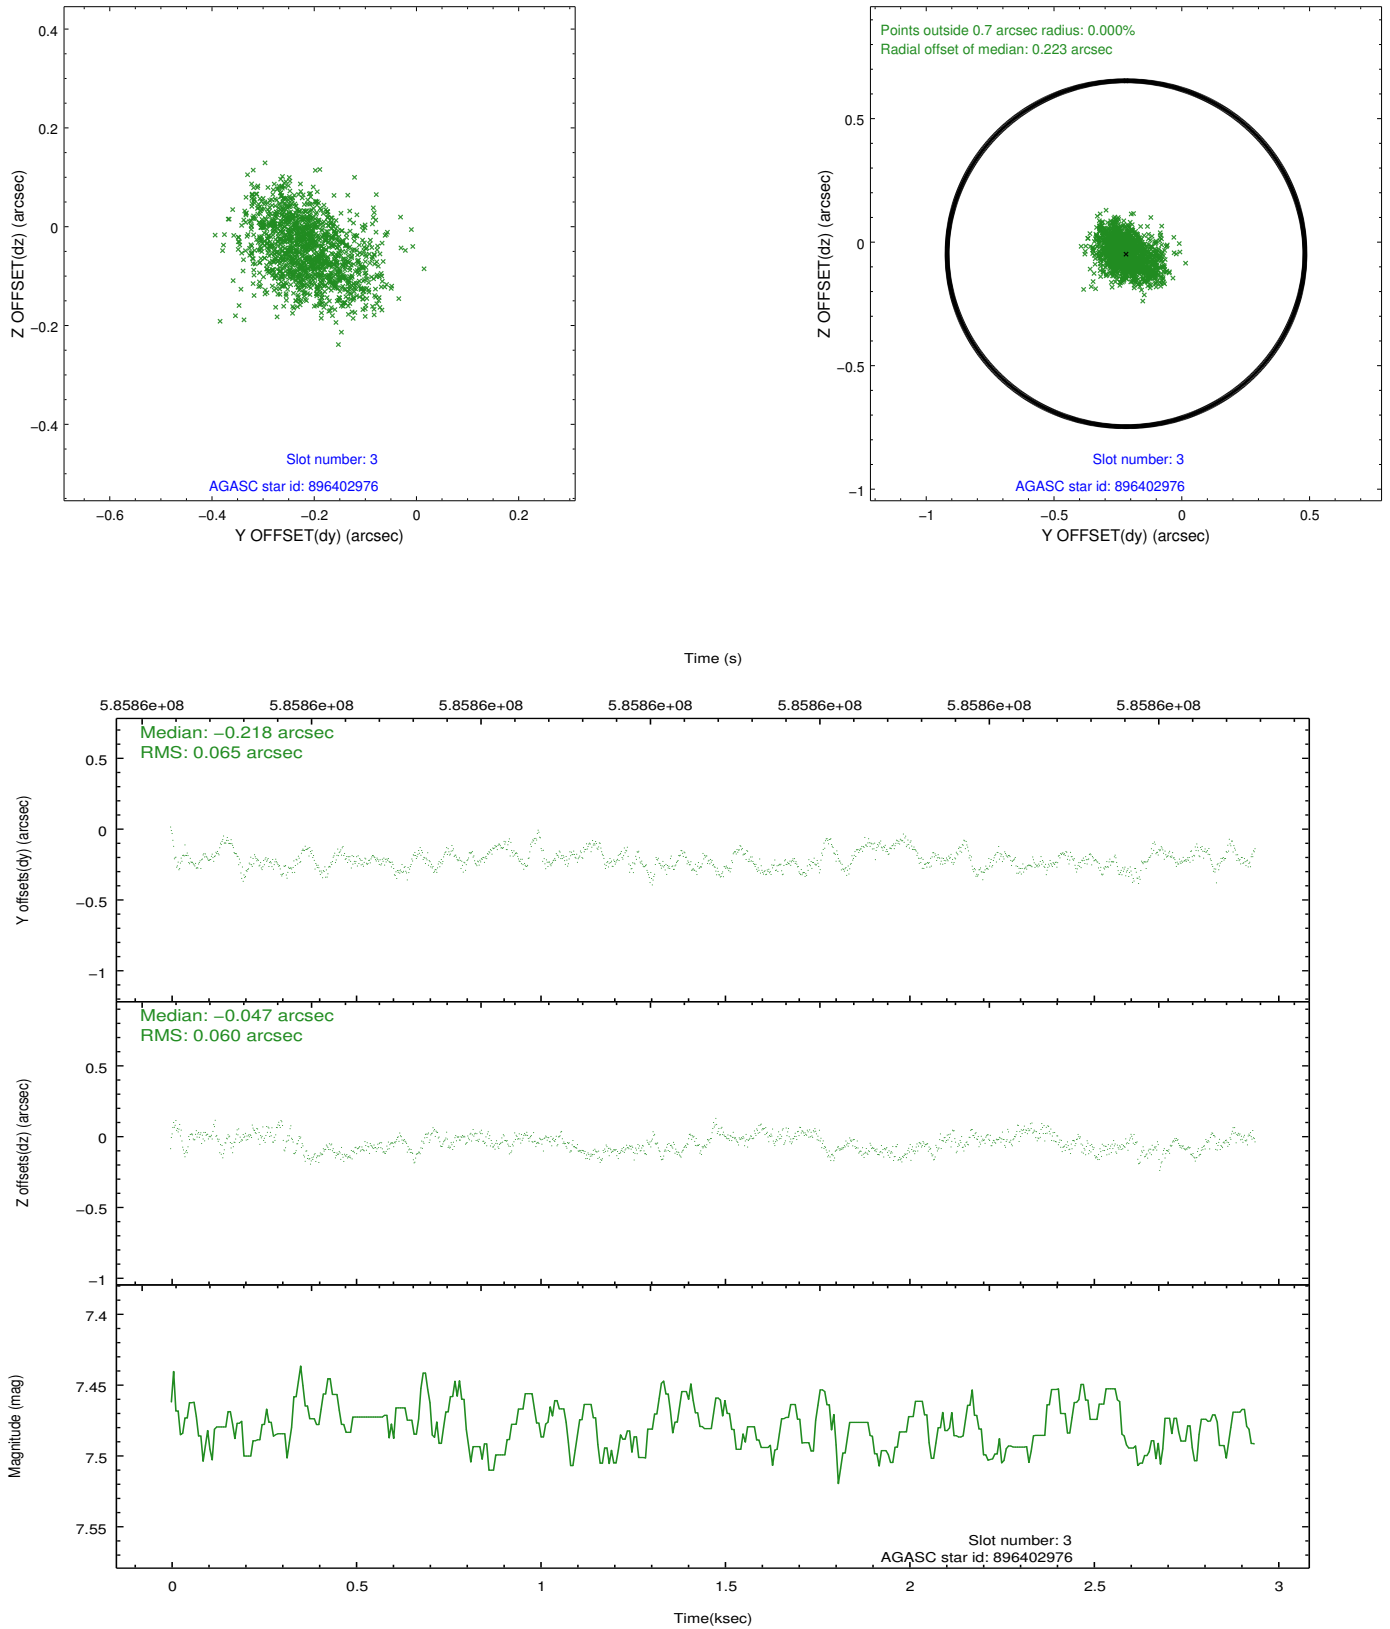 0.4
0.2
0
−0.2
−0.4
Z OFFSET(dz) (arcsec)
Slot number: 3
AGASC star id: 896402976
−0.6
−0.4
−0.2
0
0.2
Y OFFSET(dy) (arcsec)
Points outside 0.7 arcsec radius: 0.000%
Radial offset of median: 0.223 arcsec
0.5
0
−0.5
−1
Z OFFSET(dz) (arcsec)
Slot number: 3
AGASC star id: 896402976
−1
−0.5
0
0.5
Y OFFSET(dy) (arcsec)
Time (s)
5.8586e+08
5.8586e+08
5.8586e+08
5.8586e+08
5.8586e+08
5.8586e+08
5.8586e+08
Median: −0.218 arcsec
RMS: 0.065 arcsec
0.5
0
−0.5
−1
Y offsets(dy) (arcsec)
Median: −0.047 arcsec
RMS: 0.060 arcsec
0.5
0
−0.5
−1
Z offsets(dz) (arcsec)
7.4
7.45
7.5
7.55
Magnitude (mag)
Slot number: 3
AGASC star id: 896402976
0
0.5
1
1.5
2
2.5
3
Time(ksec)